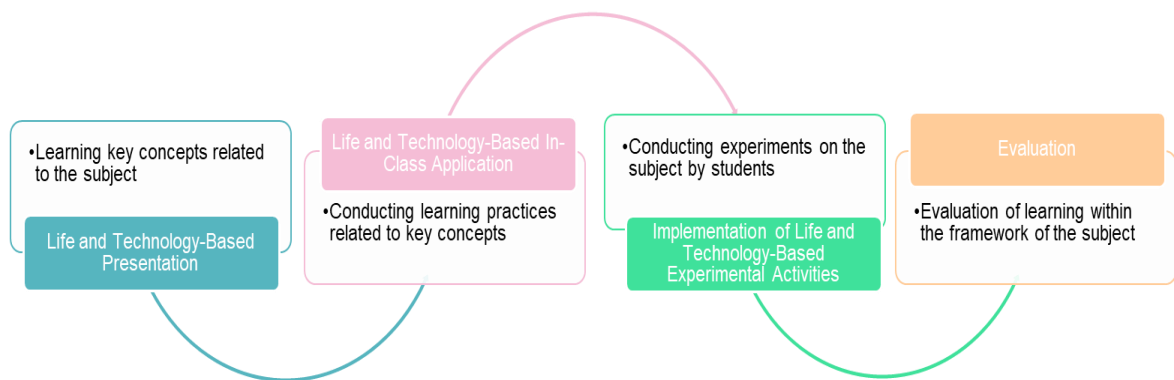 •Learning key concepts related
to the subject
Life and Technology-Based
Presentation
Life and Technology-Based In-
Class Application
•Conducting learning practices
related to key concepts
•Conducting experiments on the
subject by students
Implementation of Life and
Technology-Based
Experimental Activities
Evaluation
•Evaluation of learning within
the framework of the subject